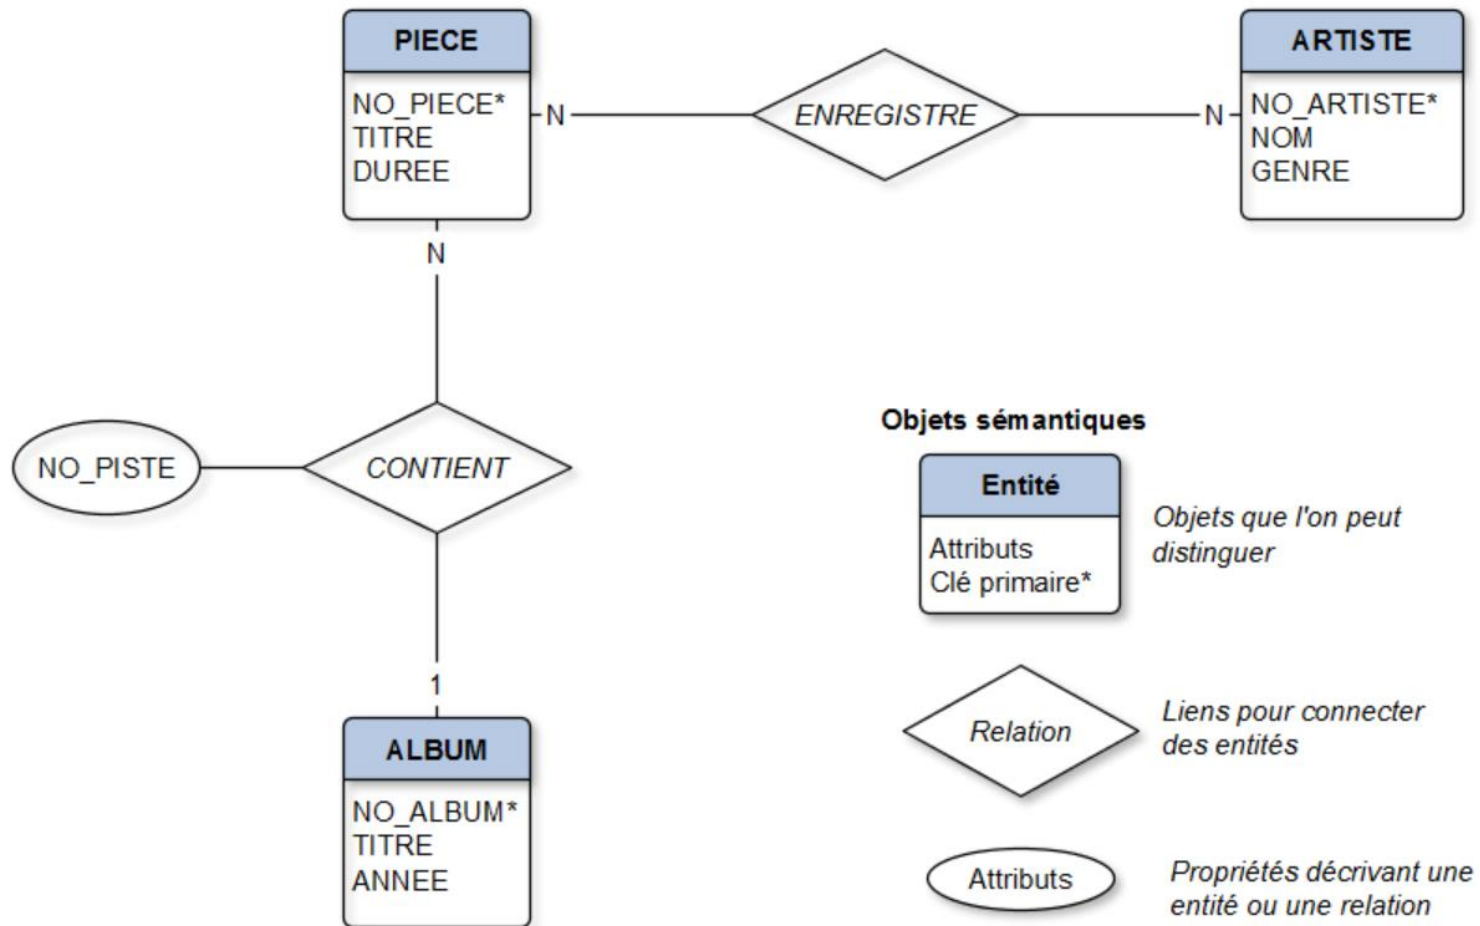 PIECE
NO_PIECE*
TITRE
DUREE
N
ENREGISTRE
N
ARTISTE
NO_ARTISTE*
NOM
GENRE
N
NO_PISTE
CONTIENT
1
ALBUM
NO_ALBUM*
TITRE
ANNEE
Objets sémantiques
Entité
Attributs
Clé primaire*
Objets que l'on peut
distinguer
Relation
Liens pour connecter
des entités
Attributs
Propriétés décrivant une
entité ou une relation